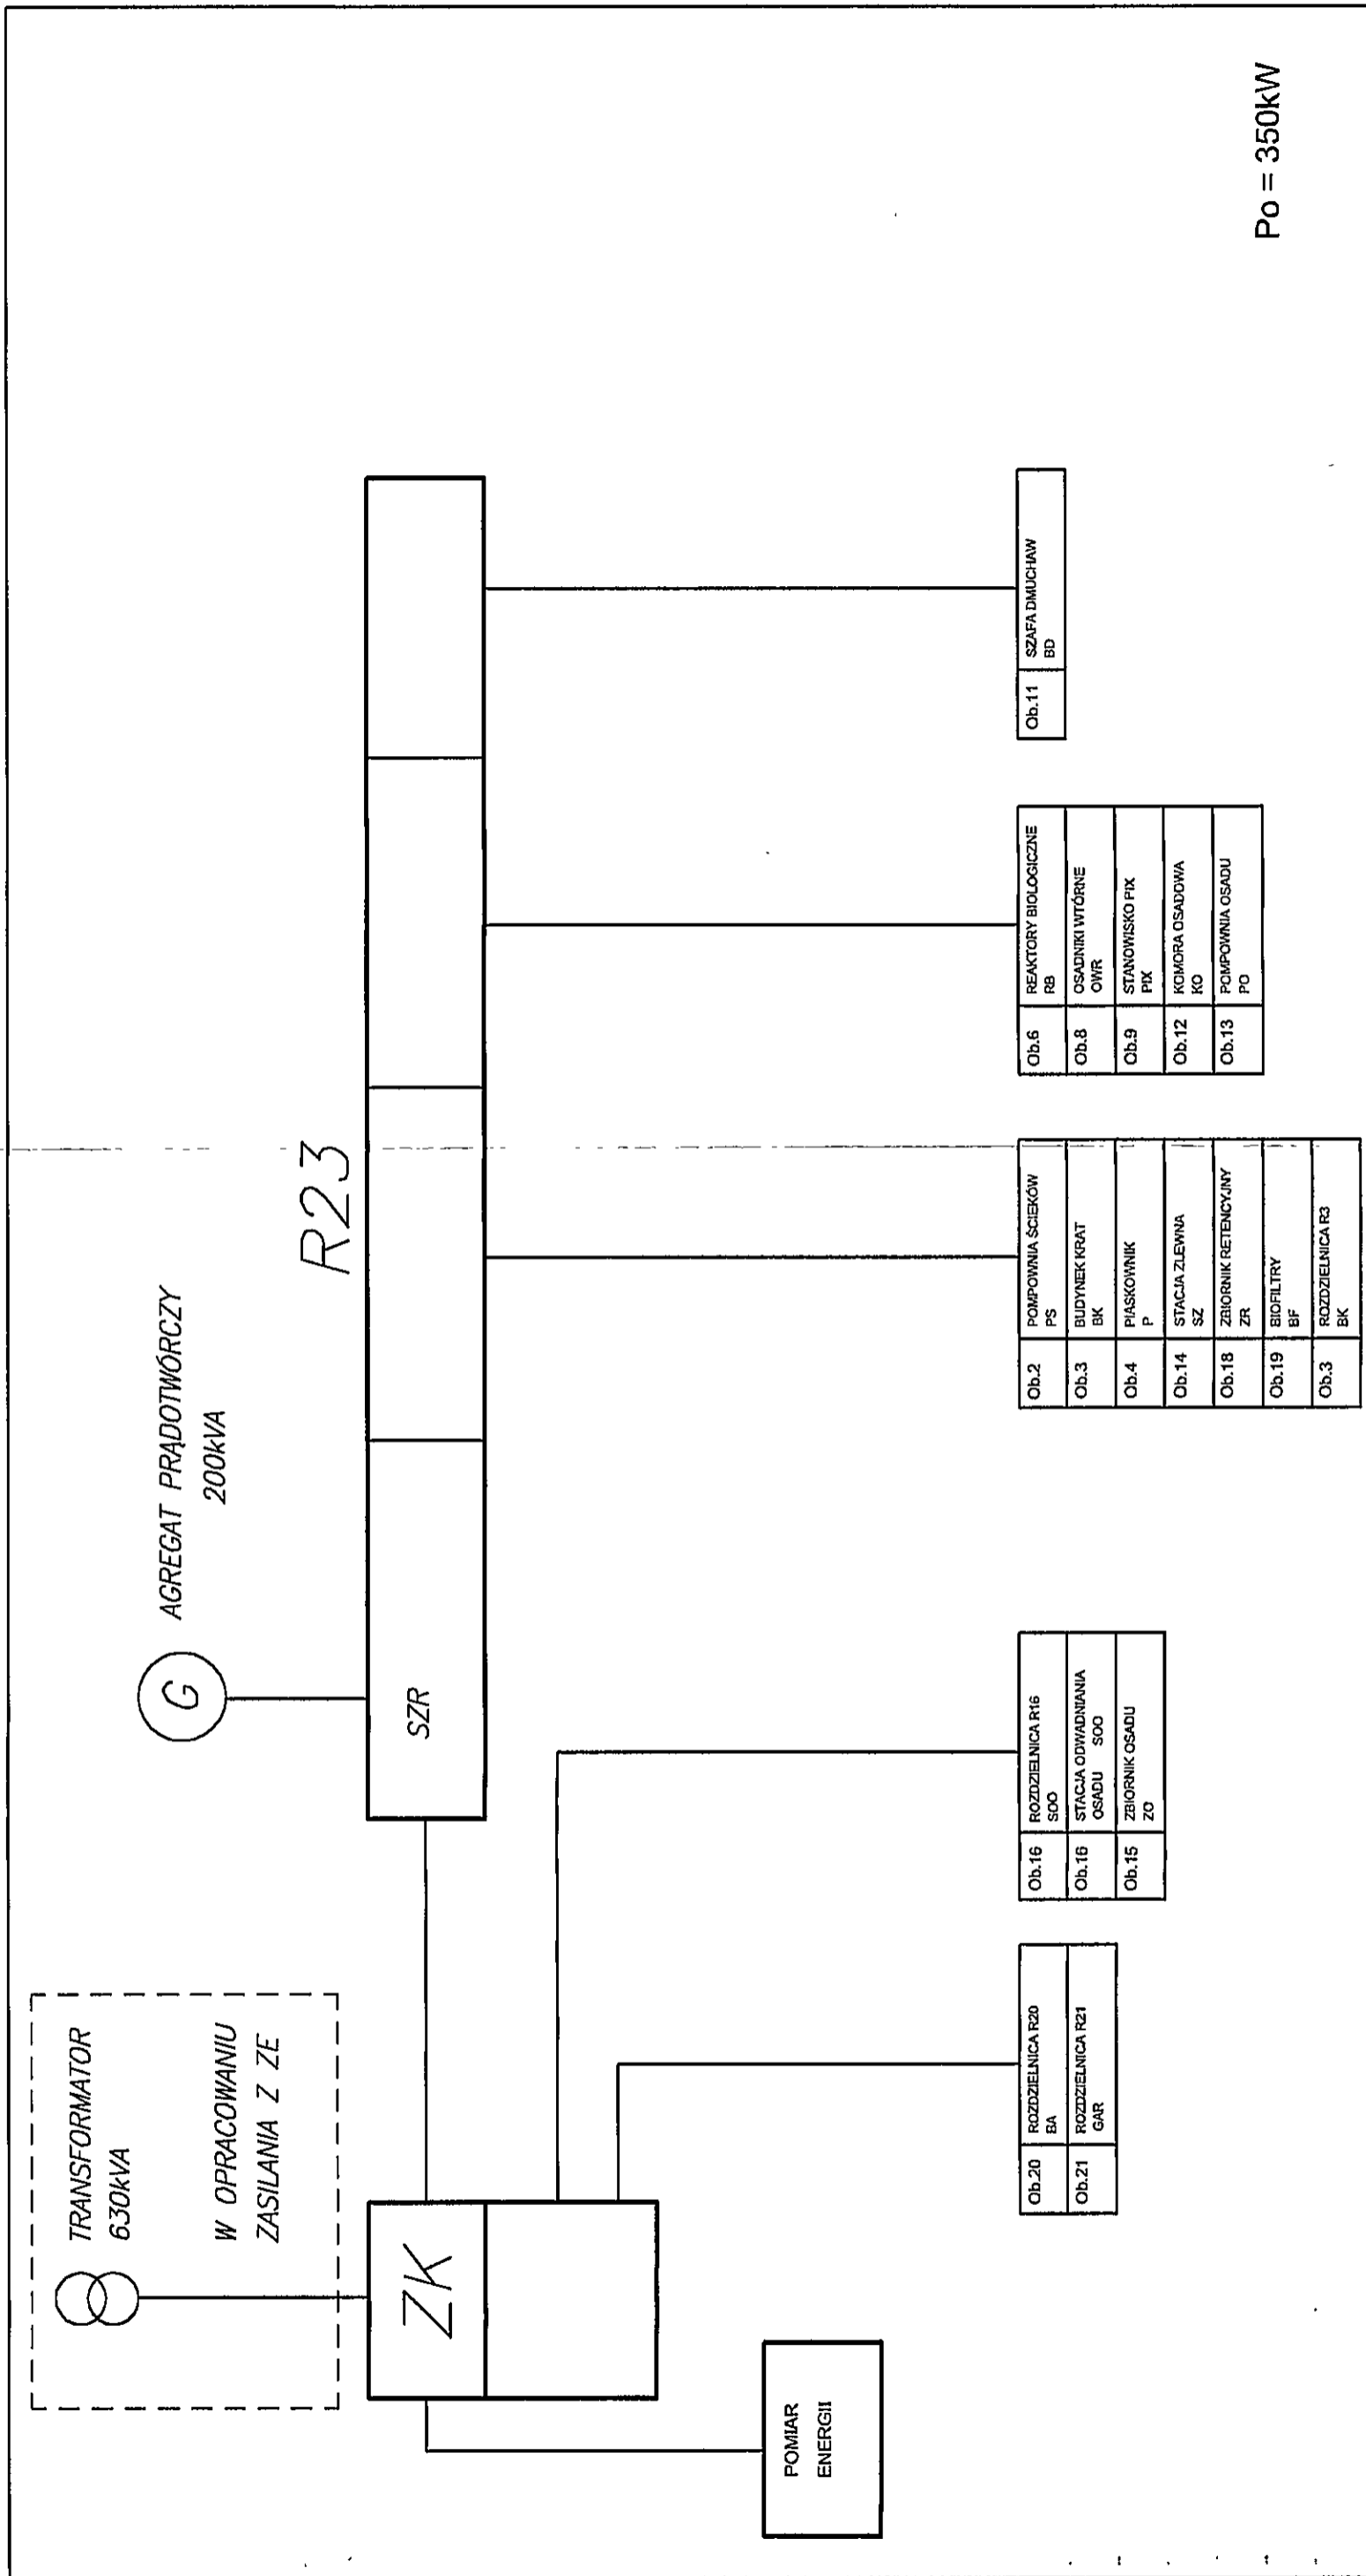 TRANSFORMATOR
630kVA
W OPRACOWANIU
ZASILANIA Z ZE
G
AGREGAT PRĄDOTWÓRCZY
200kVA
R23
ZK
SZR
POMIAR
ENERGII
Ob.20 ROZDZIELNICA R20
BA
Ob.21 ROZDZIELNICA R21
GAR
Ob.16 ROZDZIELNICA R16
SOO
Ob.16 STACJA ODWADNIANIA
OSADU SOO
Ob.15 ZBIORNIK OSADU
ZO
Ob.2 POMPOWNIA ŚCIEKÓW
PS
Ob.3 BUDYNEK KRAT
BK
Ob.4 PIASKOWNIK
P
Ob.14 STACJA ZLEWNA
SZ
Ob.18 ZBIORNIK RETENCYJNY
ZR
Ob.19 BIOFILTRY
BF
Ob.3 ROZDZIELNICA R3
BK
Ob.6 REAKTORY BIOLOGICZNE
RB
Ob.8 OSADNIKI WTÓRNE
OWR
Ob.9 STANOWISKO PIX
PIX
Ob.12 KOMORA OSADOWA
KO
Ob.13 POMPOWNIA OSADU
PO
Ob.11 SZAFA DMUCHAW
BD
Po = 350kW